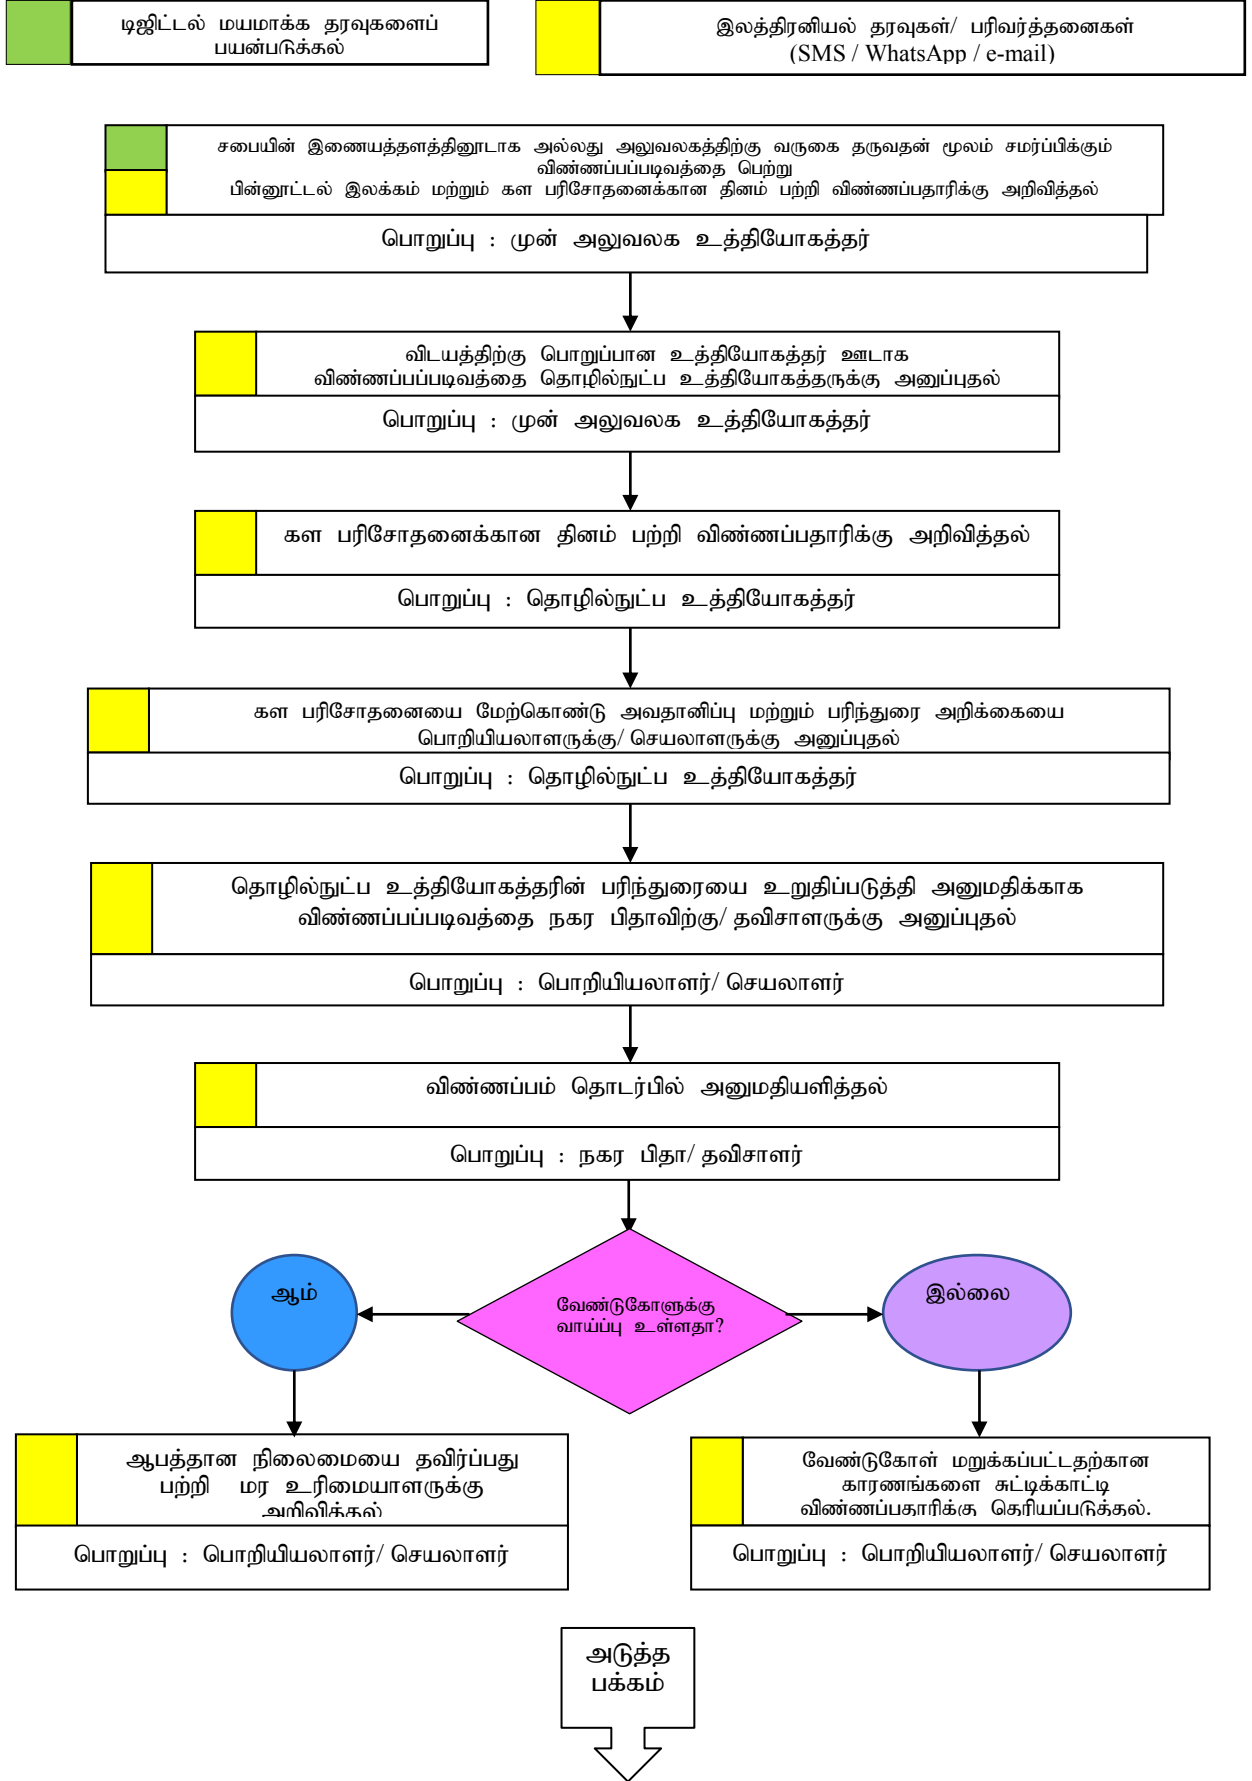 டிஜிட்டல் மயமாக்க தரவுகளைப்
பயன்படுத்தல்
இலத்திரனியல் தரவுகள்/ பரிவர்த்தனைகள்
(SMS / WhatsApp / e-mail)
சபையின் இணையத்தளத்தினூடாக அல்லது அலுவலகத்திற்கு வருகை தருவதன் மூலம் சமர்ப்பிக்கும்
விண்ணப்பப்படிவத்தை பெற்று
பின்னூட்டல் இலக்கம் மற்றும் கள பரிசோதனைக்கான தினம் பற்றி விண்ணப்பதாரிக்கு அறிவித்தல்
பொறுப்பு : முன் அலுவலக உத்தியோகத்தர்
விடயத்திற்கு பொறுப்பான உத்தியோகத்தர் ஊடாக
விண்ணப்பப்படிவத்தை தொழில்நுட்ப உத்தியோகத்தருக்கு அனுப்புதல்
பொறுப்பு : முன் அலுவலக உத்தியோகத்தர்
கள பரிசோதனைக்கான தினம் பற்றி விண்ணப்பதாரிக்கு அறிவித்தல்
பொறுப்பு : தொழில்நுட்ப உத்தியோகத்தர்
கள பரிசோதனையை மேற்கொண்டு அவதானிப்பு மற்றும் பரிந்துரை அறிக்கையை
பொறியியலாளருக்கு/ செயலாளருக்கு அனுப்புதல்
பொறுப்பு : தொழில்நுட்ப உத்தியோகத்தர்
தொழில்நுட்ப உத்தியோகத்தரின் பரிந்துரையை உறுதிப்படுத்தி அனுமதிக்காக
விண்ணப்பப்படிவத்தை நகர பிதாவிற்கு/ தவிசாளருக்கு அனுப்புதல்
பொறுப்பு : பொறியியலாளர்/ செயலாளர்
விண்ணப்பம் தொடர்பில் அனுமதியளித்தல்
பொறுப்பு : நகர பிதா/ தவிசாளர்
ஆம்
வேண்டுகோளுக்கு
வாய்ப்பு உள்ளதா?
இல்லை
ஆபத்தான நிலைமையை தவிர்ப்பது
பற்றி மர உரிமையாளருக்கு
அறிவித்தல்
பொறுப்பு : பொறியியலாளர்/ செயலாளர்
வேண்டுகோள் மறுக்கப்பட்டதற்கான
காரணங்களை சுட்டிக்காட்டி
விண்ணப்பதாரிக்கு தெரியப்படுத்தல்.
பொறுப்பு : பொறியியலாளர்/ செயலாளர்
அடுத்த
பக்கம்